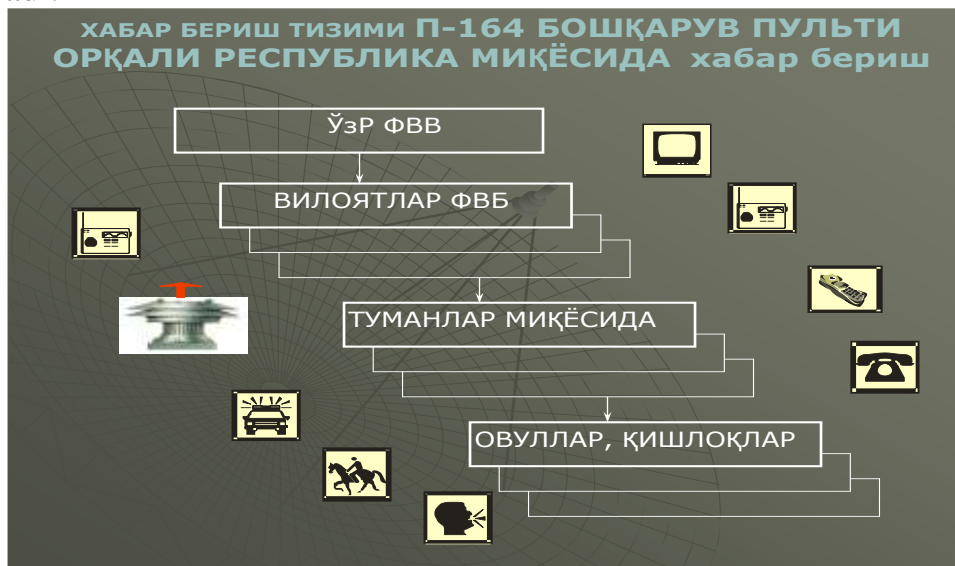 ХАБАР БЕРИШ ТИЗИМИ П-164 БОШҚАРУВ ПУЛЬТИ
ОРҚАЛИ РЕСПУБЛИКА МИҚЁСИДА хабар бериш
ЎзР ФВВ
ВИЛОЯТЛАР ФВБ
ТУМАНЛАР МИҚЁСИДА
ОВУЛЛАР, ҚИШЛОҚЛАР